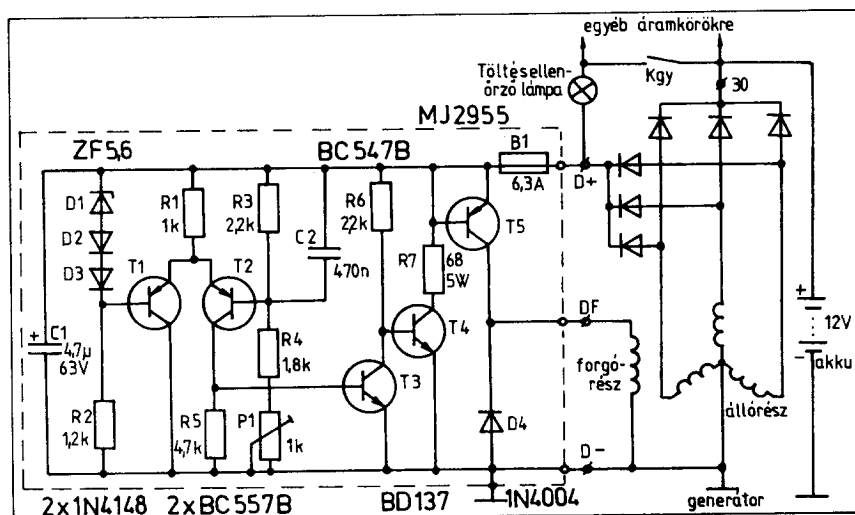 egyéb áramkörökre
Töltésellen-
őrző lámpa
Kgy
30
MJ2955
ZF5,6
BC547B
B1
6,3A
D+
D1
D2
D3
R1
1k
R3
2,2k
R6
2,2k
C2
470n
T5
R7
68
5W
T1
T2
T4
DF
+
12V
-
akku
+
C1
4,7µ
63V
R4
1,8k
T3
forgó-
rész
állórész
R2
1,2k
R5
4,7k
P1
1k
D4
D-
2x1N4148
2xBC557B
BD137
1N4004
generátor